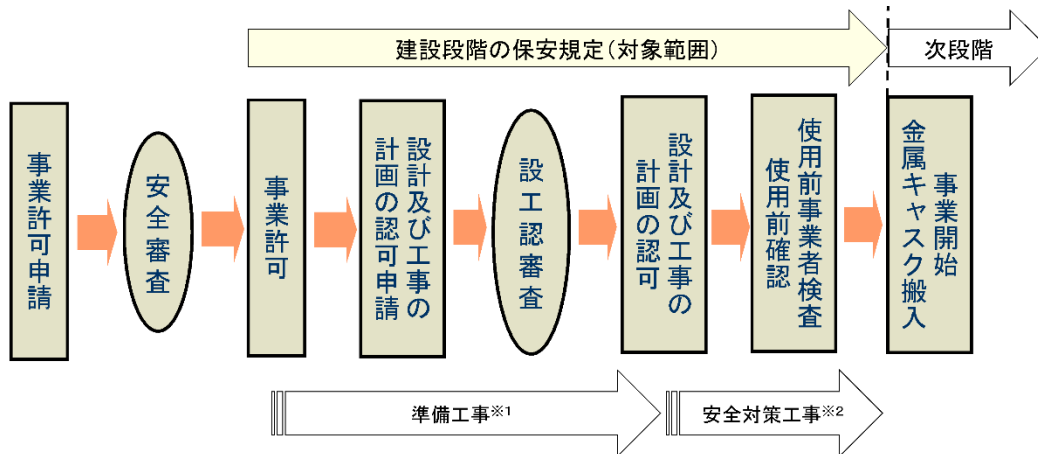 建設段階の保安規定(対象範囲)
次段階
事業許可申請
安全審査
事業許可
設計及び工事の
計画の認可申請
設工認審査
設計及び工事の
計画の認可
使用前事業者検査
使用前確認
事業開始
金属キャスク搬入
準備工事※1
安全対策工事※2